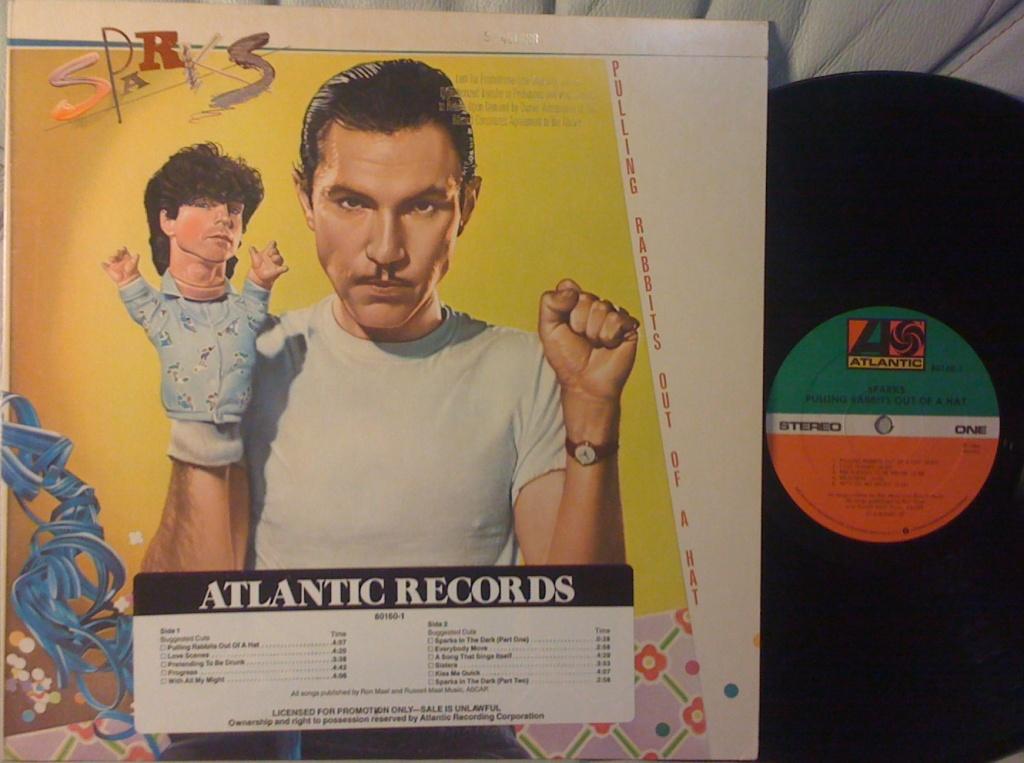 SPARKS
PULLING RABBITS OUT OF A HAT
ATLANTIC RECORDS
60160-1
Side 1
Suggested Cuts Time
Pulling Rabbits Out Of A Hat 4:07
Love Scenes 4:20
Pretending To Be Drunk 3:38
Progress 4:42
With All My Might 4:06
Side 2
Suggested Cuts Time
Sparks In The Dark (Part One) 2:28
Everybody Move 2:58
A Song That Sings Itself 4:29
Sisters 3:53
Kiss Me Quick 4:07
Sparks In The Dark (Part Two) 2:58
All songs published by Ron Mael and Russell Mael Music, ASCAP.
LICENSED FOR PROMOTION ONLY—SALE IS UNLAWFUL
Ownership and right to possession reserved by Atlantic Recording Corporation
ATLANTIC
80160-1
SPARKS
PULLING RABBITS OUT OF A HAT
STEREO
ONE